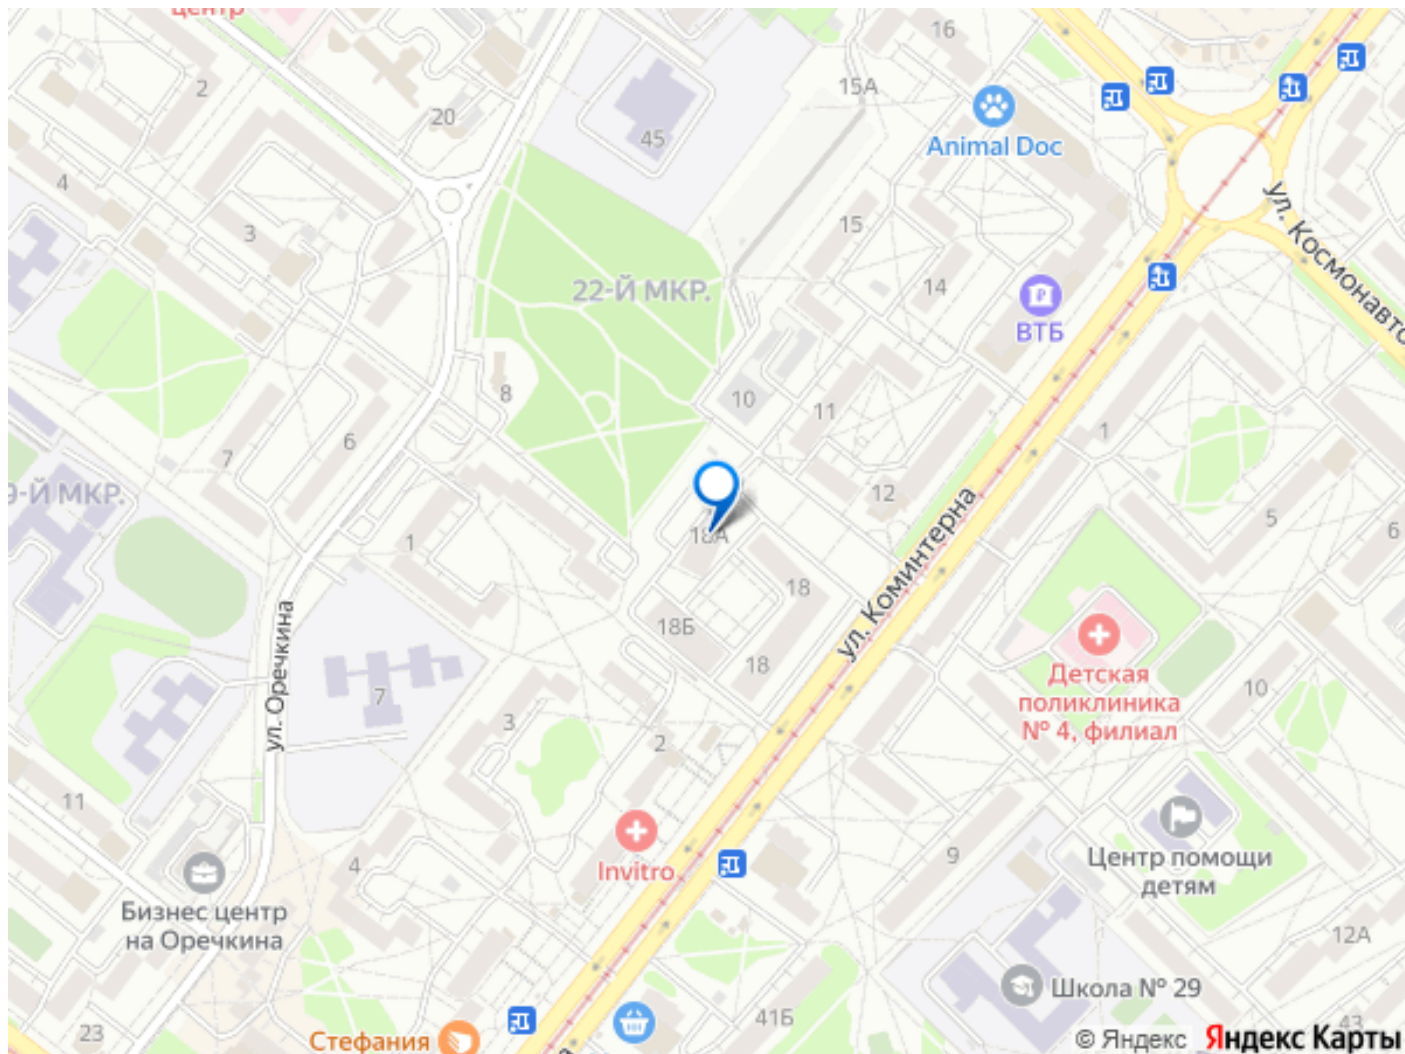 центр
16
2
15А
20
45
Animal Doc
4
ул. Космонавто
3
15
22-Й МКР.
14
ВТБ
8
10
11
1
6
7
9-Й МКР.
12
5
6
1
18А
ул. Коминтерна
18
18Б
18
Детская
поликлиника
№ 4, филиал
10
ул. Оречкина
7
3
2
11
Invitro
4
9
Центр помощи
детям
Бизнес центр
на Оречкина
12А
Школа № 29
41Б
23
Стефания
а
43
© Яндекс Яндекс Карты